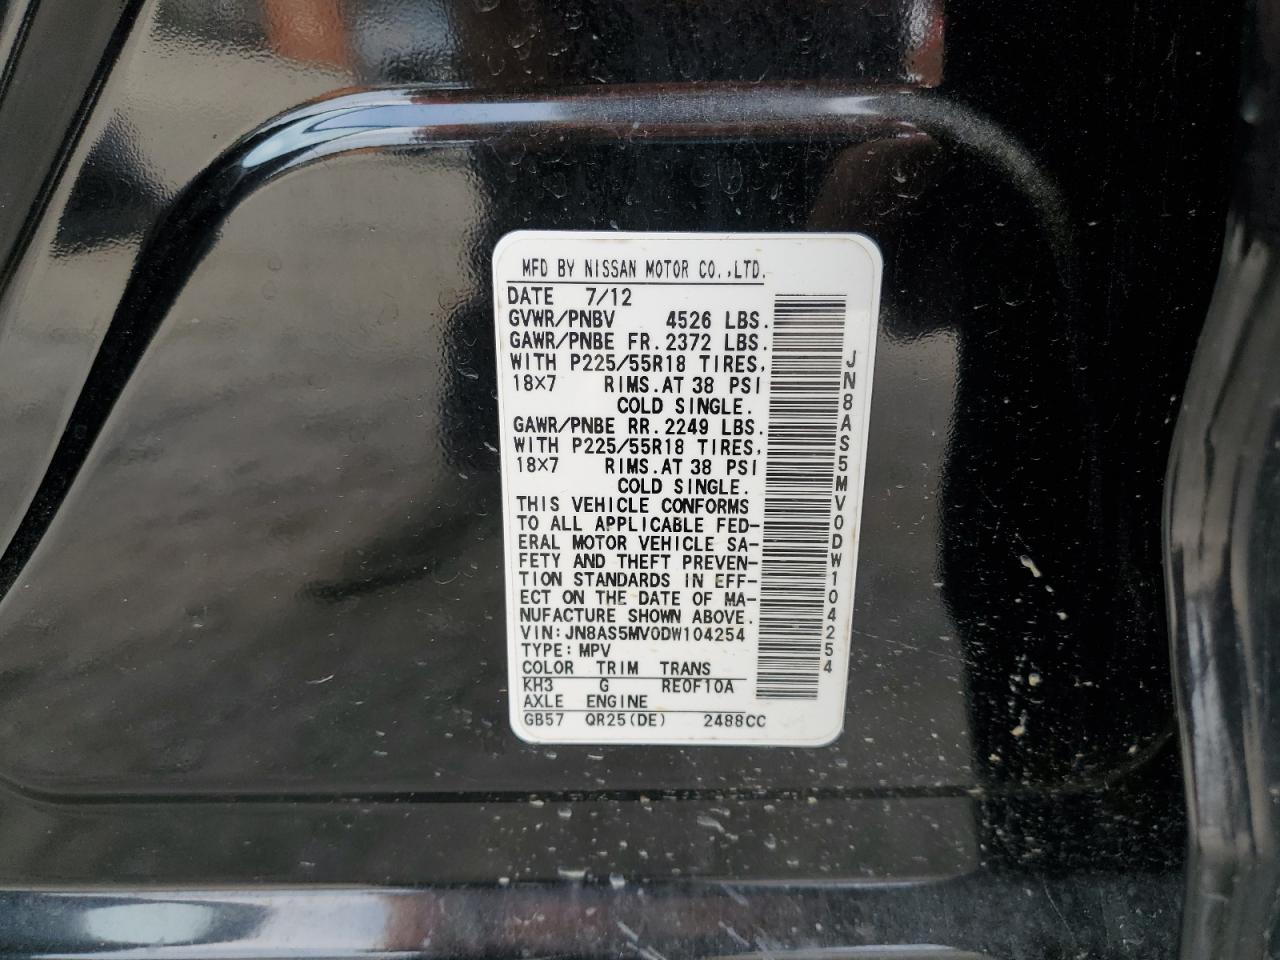 MFD BY NISSAN MOTOR CO.,LTD.
DATE 7/12
GVWR/PNBV 4526 LBS.
GAWR/PNBE FR. 2372 LBS.
WITH P225/55R18 TIRES,
18×7 RIMS. AT 38 PSI
COLD SINGLE.
GAWR/PNBE RR. 2249 LBS.
WITH P225/55R18 TIRES,
18×7 RIMS. AT 38 PSI
COLD SINGLE.
THIS VEHICLE CONFORMS
TO ALL APPLICABLE FED-
ERAL MOTOR VEHICLE SA-
FETY AND THEFT PREVEN-
TION STANDARDS IN EFF-
ECT ON THE DATE OF MA-
NUFACTURE SHOWN ABOVE.
VIN: JN8AS5MV0DW104254
TYPE: MPV
COLOR TRIM TRANS
KH3 G RE0F10A
AXLE ENGINE
GB57 QR25(DE) 2488CC
JN8AS5MV0DW104254